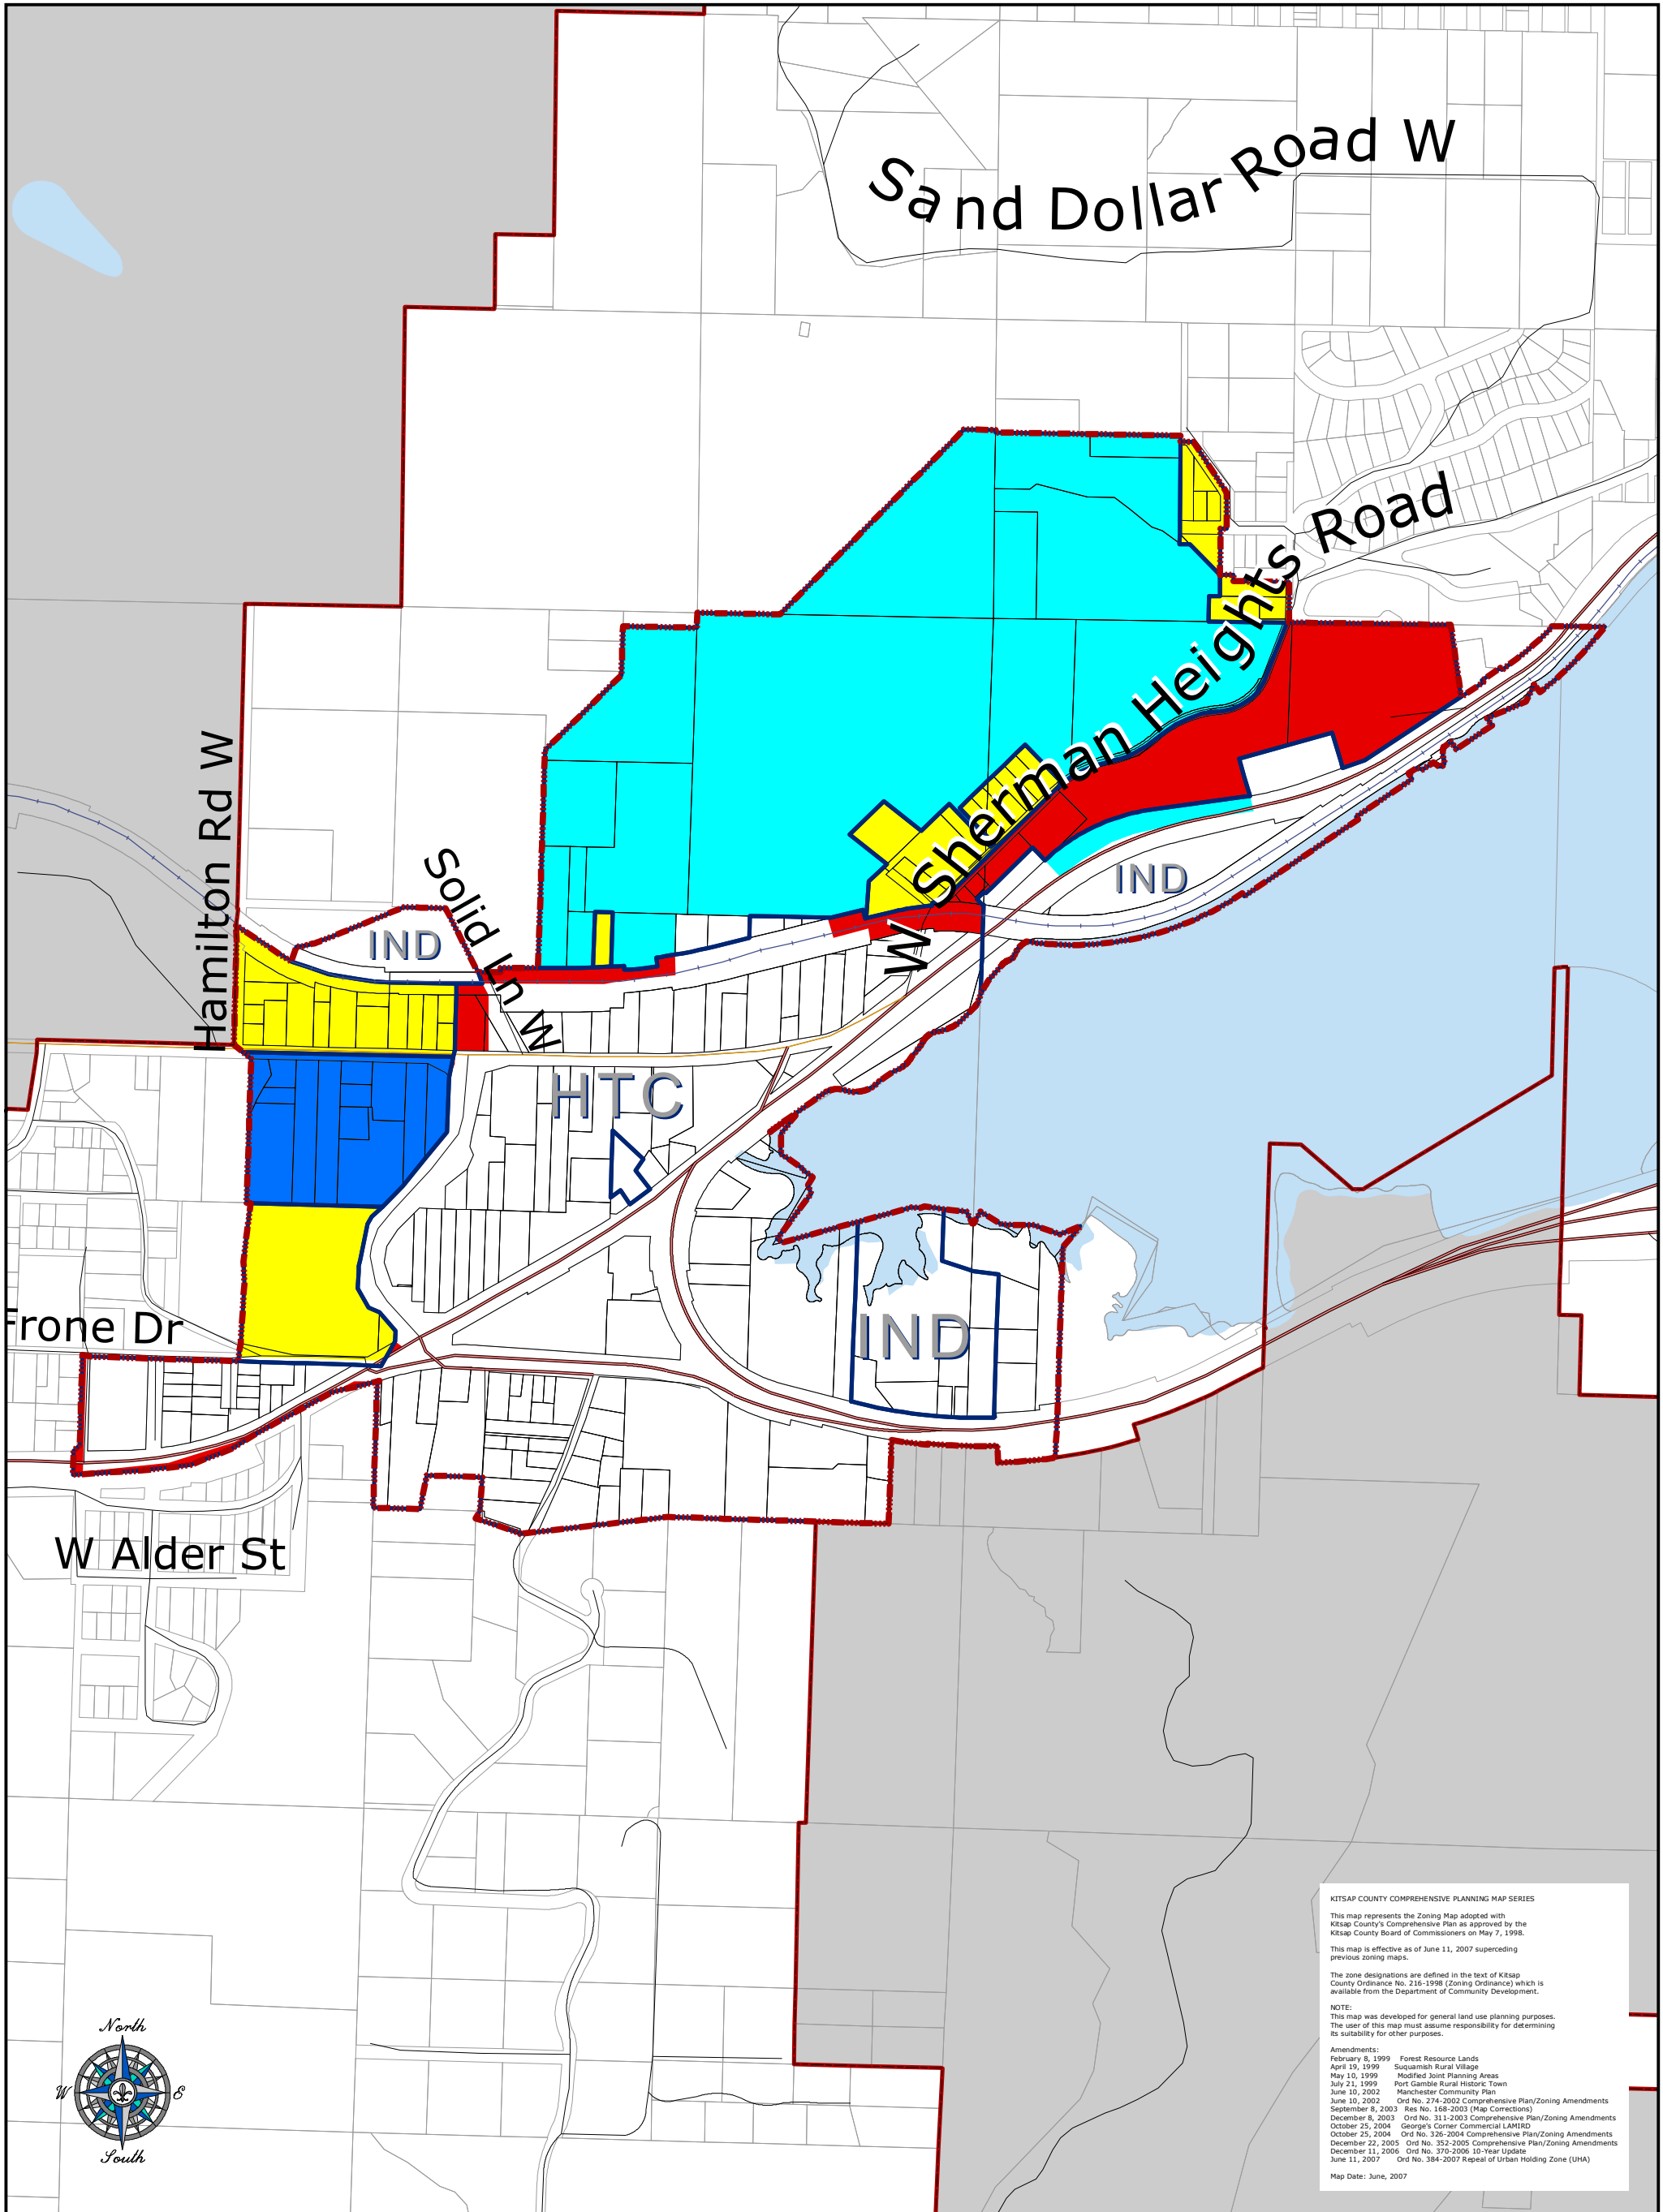 Sand Dollar Road W
W Sherman Heights Road
Hamilton Rd W
Solid Ln W
IND
IND
HTC
IND
Frone Dr
W Alder St
North
W
E
South
KITSAP COUNTY COMPREHENSIVE PLANNING MAP SERIES
This map represents the Zoning Map adopted with
Kitsap County's Comprehensive Plan as approved by the
Kitsap County Board of Commissioners on May 7, 1998.
This map is effective as of June 11, 2007 superceding
previous zoning maps.
The zone designations are defined in the text of Kitsap
County Ordinance No. 216-1998 (Zoning Ordinance) which is
available from the Department of Community Development.
NOTE:
This map was developed for general land use planning purposes.
The user of this map must assume responsibility for determining
its suitability for other purposes.
Amendments:
February 8, 1999 Forest Resource Lands
April 19, 1999 Suquamish Rural Village
May 10, 1999 Modified Joint Planning Areas
July 21, 1999 Port Gamble Rural Historic Town
June 10, 2002 Manchester Community Plan
June 10, 2002 Ord No. 274-2002 Comprehensive Plan/Zoning Amendments
September 8, 2003 Res No. 168-2003 (Map Corrections)
December 8, 2003 Ord No. 311-2003 Comprehensive Plan/Zoning Amendments
October 25, 2004 George's Corner Commercial LAMIRD
October 25, 2004 Ord No. 326-2004 Comprehensive Plan/Zoning Amendments
December 22, 2005 Ord No. 352-2005 Comprehensive Plan/Zoning Amendments
December 11, 2006 Ord No. 370-2006 10-Year Update
June 11, 2007 Ord No. 384-2007 Repeal of Urban Holding Zone (UHA)
Map Date: June, 2007